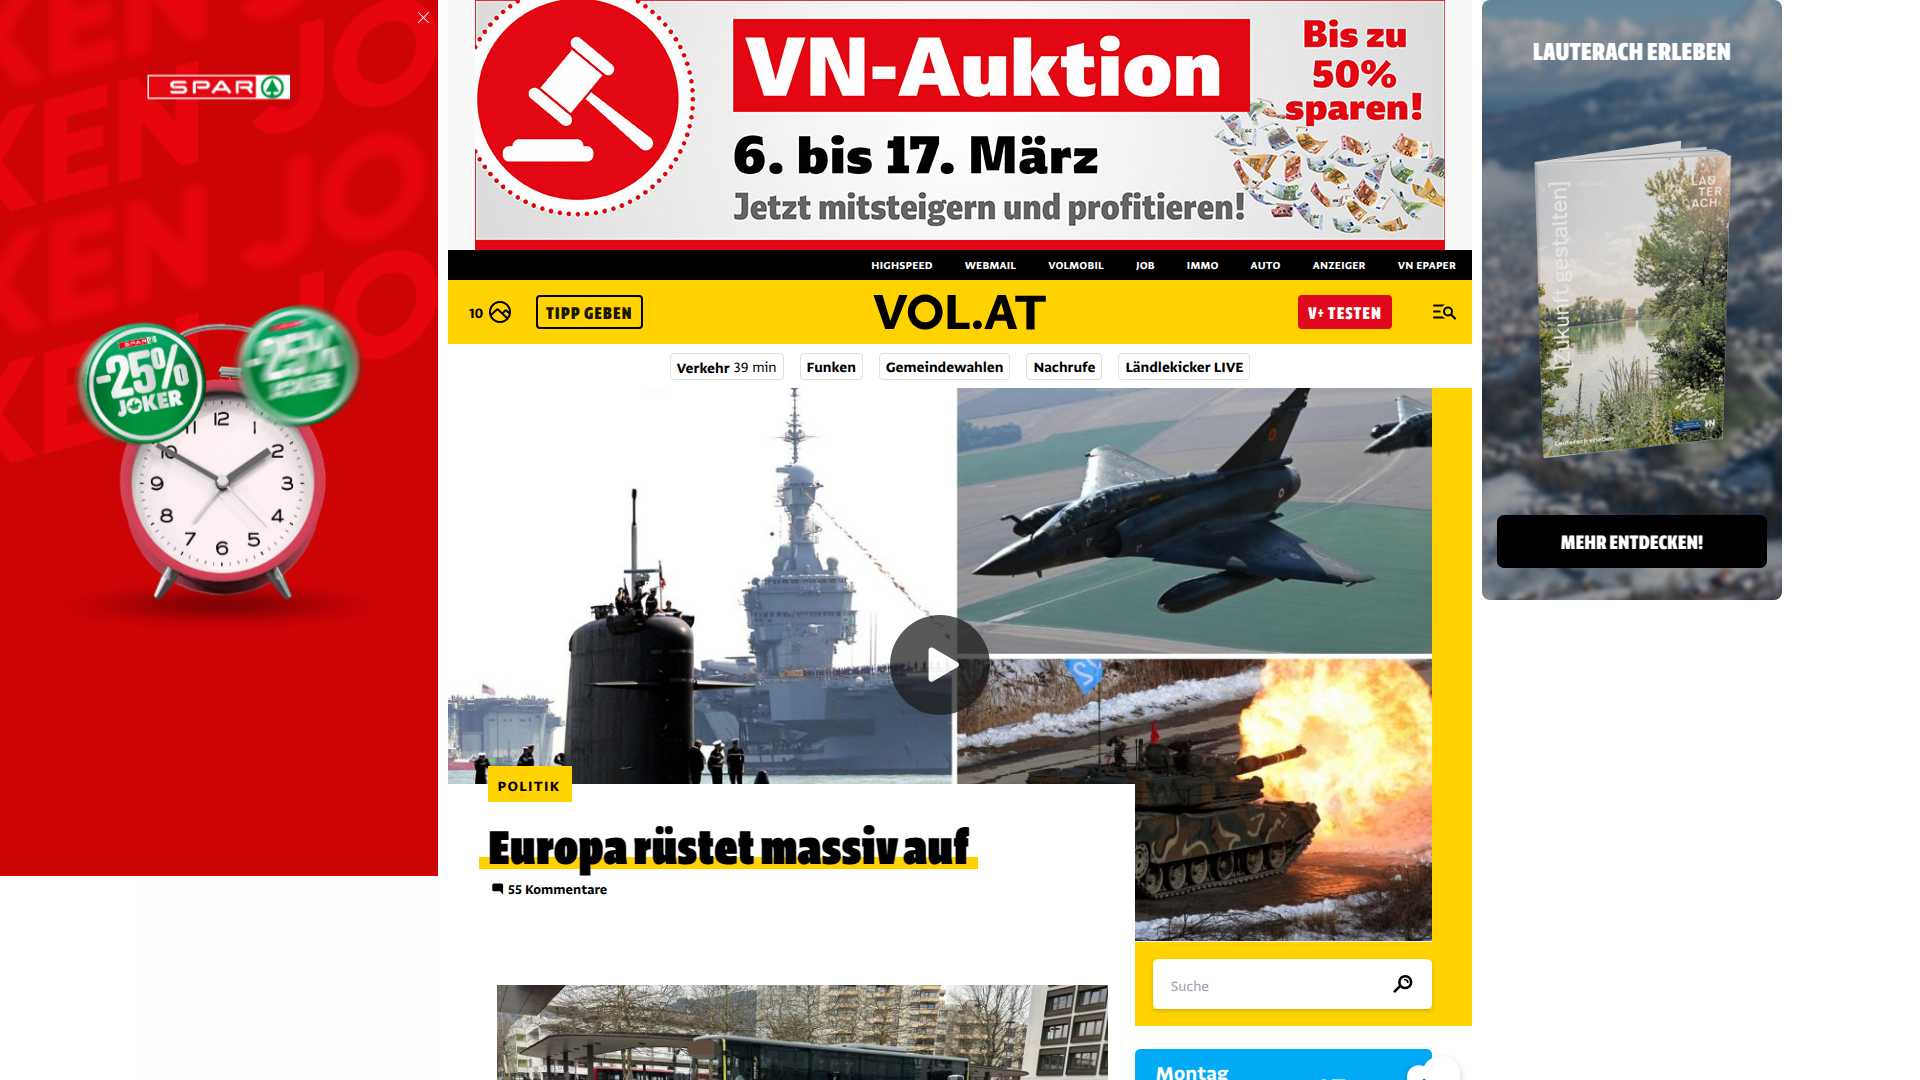 SPAR
-25%
JOKER
-25%
JOKER
VN-Auktion
6. bis 17. März
Jetzt mitsteigern und profitieren!
Bis zu
50%
sparen!
HIGHSPEED WEBMAIL VOLMOBIL JOB IMMO AUTO ANZEIGER VN EPAPER
10 TIPP GEBEN VOL.AT V+ TESTEN
Verkehr 39 min Funken Gemeindewahlen Nachrufe Ländlekicker LIVE
POLITIK
Europa rüstet massiv auf
55 Kommentare
Suche
Montag
LAUTERACH ERLEBEN
LAU
TER
ACH
[Zukunft gestalten]
MEHR ENTDECKEN!